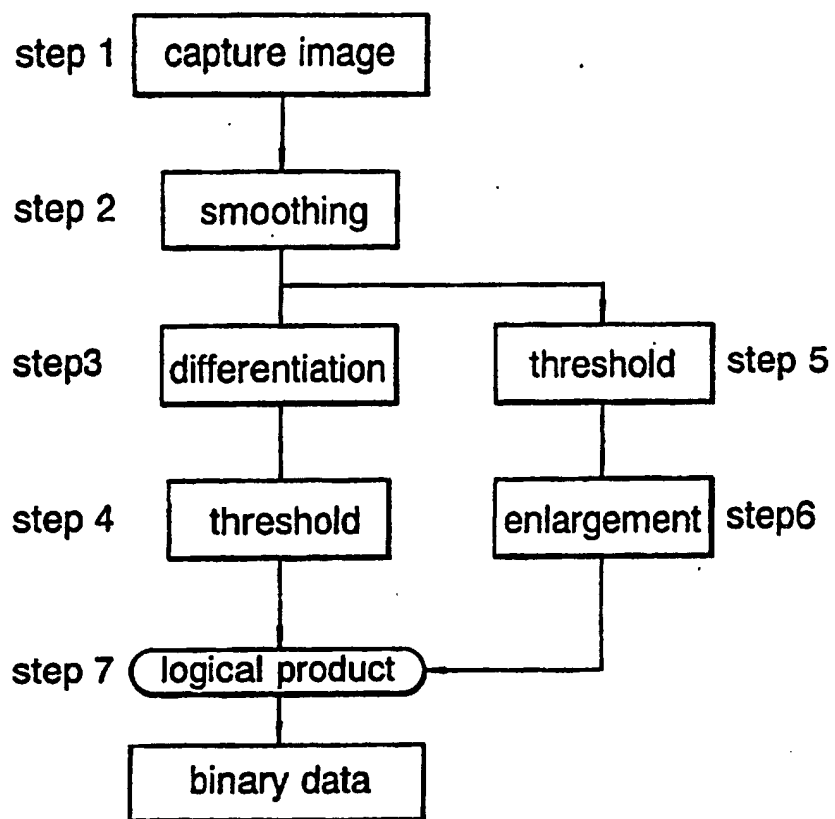 step 1 capture image
step 2 smoothing
step3 differentiation threshold step 5
step 4 threshold enlargement step6
step 7 logical product
binary data